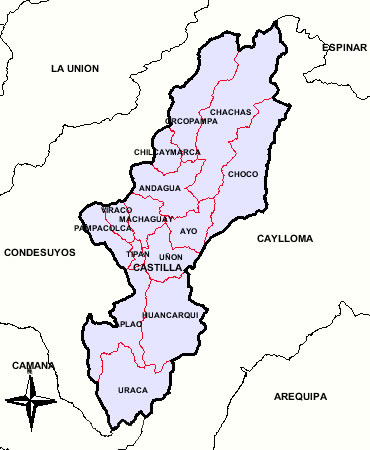 ESPINAR
LA UNION
CHACHAS
ORCOPAMPA
CHILCAYMARCA
CHOCO
ANDAGUA
VIRACO
MACHAGUAY
PAMPACOLCA
AYO
CAYLLOMA
CONDESUYOS
TIPAN
UÑON
CASTILLA
HUANCARQUI
APLAO
CAMANA
N
URACA
AREQUIPA